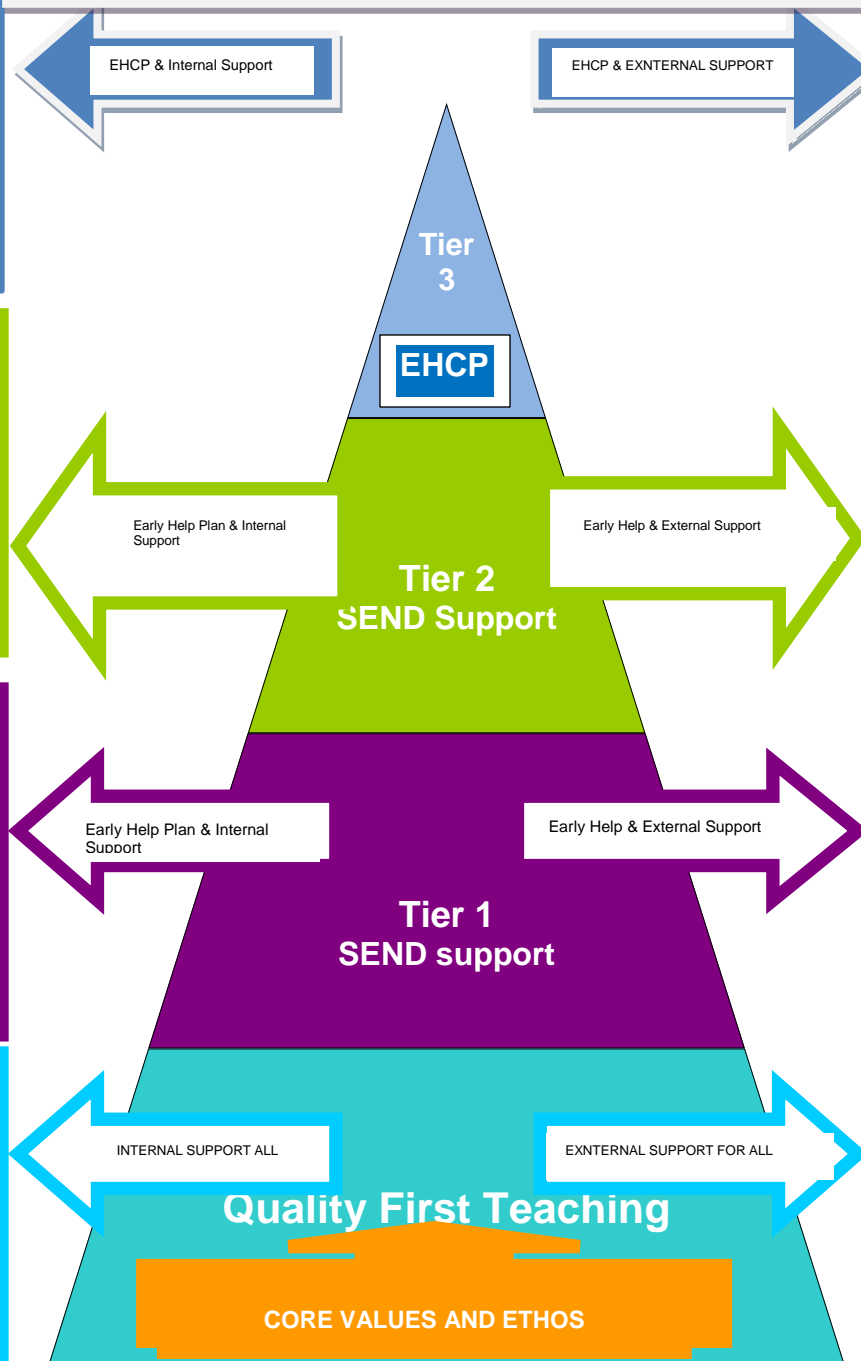 EHCP & Internal Support
EHCP & EXNTERNAL SUPPORT
Tier
3
EHCP
Early Help Plan & Internal
Support
Early Help & External Support
Tier 2
SEND Support
Early Help Plan & Internal
Support
Early Help & External Support
Tier 1
SEND support
INTERNAL SUPPORT ALL
EXNTERNAL SUPPORT FOR ALL
Quality First Teaching
CORE VALUES AND ETHOS